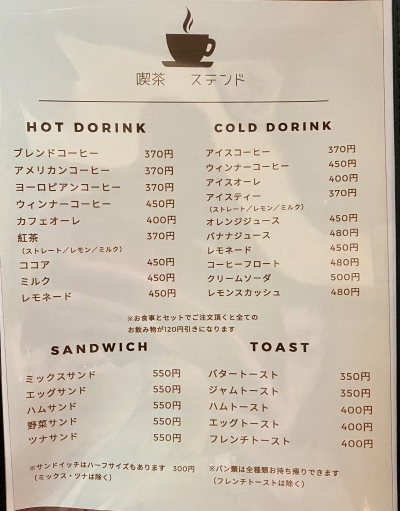 喫茶 ステンド
HOT DORINK
ブレンドコーヒー 370円
アメリカンコーヒー 370円
ヨーロピアンコーヒー 370円
ウィンナーコーヒー 450円
カフェオーレ 400円
紅茶 370円
(ストレート／レモン／ミルク)
ココア 450円
ミルク 450円
レモネード 450円
COLD DORINK
アイスコーヒー 370円
ウィンナーコーヒー 450円
アイスオーレ 400円
アイスティー 370円
(ストレート／レモン／ミルク)
オレンジジュース 450円
バナナジュース 480円
レモネード 450円
コーヒーフロート 480円
クリームソーダ 500円
レモンスカッシュ 480円
※お食事とセットでご注文頂くと全ての
お飲み物が120円引きになります
SANDWICH
ミックスサンド 550円
エッグサンド 550円
ハムサンド 550円
野菜サンド 550円
ツナサンド 550円
※サンドイッチはハーフサイズもあります 300円
(ミックス・ツナは除く)
TOAST
バタートースト 350円
ジャムトースト 350円
ハムトースト 400円
エッグトースト 400円
フレンチトースト 400円
※パン類は全種類お持ち帰りできます
(フレンチトーストは除く)